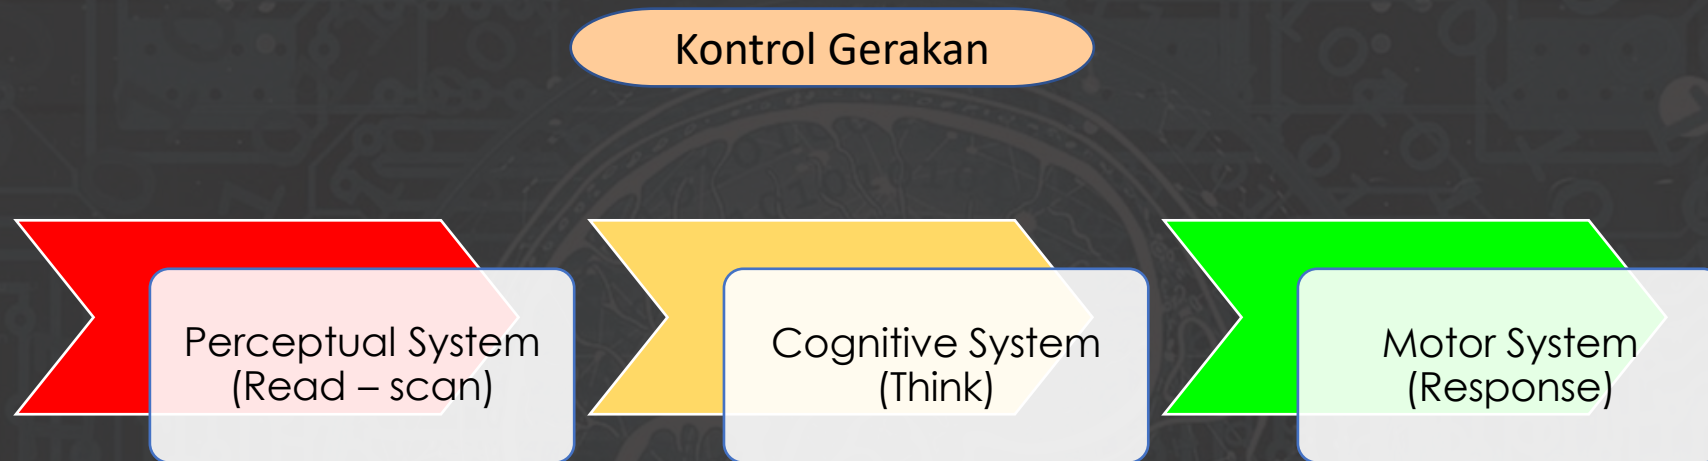 Kontrol Gerakan
Perceptual System
(Read – scan)
Cognitive System
(Think)
Motor System
(Response)